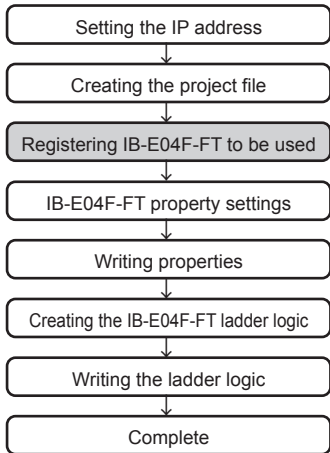 Setting the IP address
Creating the project file
Registering IB-E04F-FT to be used
IB-E04F-FT property settings
Writing properties
Creating the IB-E04F-FT ladder logic
Writing the ladder logic
Complete